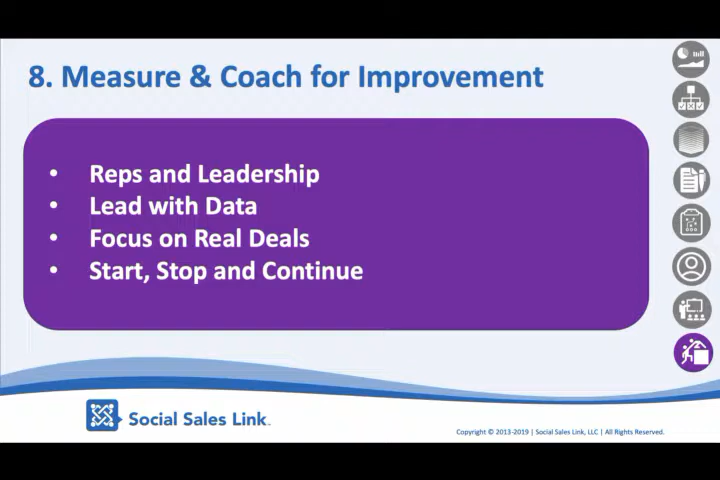 8. Measure & Coach for Improvement
• Reps and Leadership
• Lead with Data
• Focus on Real Deals
• Start, Stop and Continue
Social Sales Link
Copyright © 2013-2019 | Social Sales Link, LLC | All Rights Reserved.